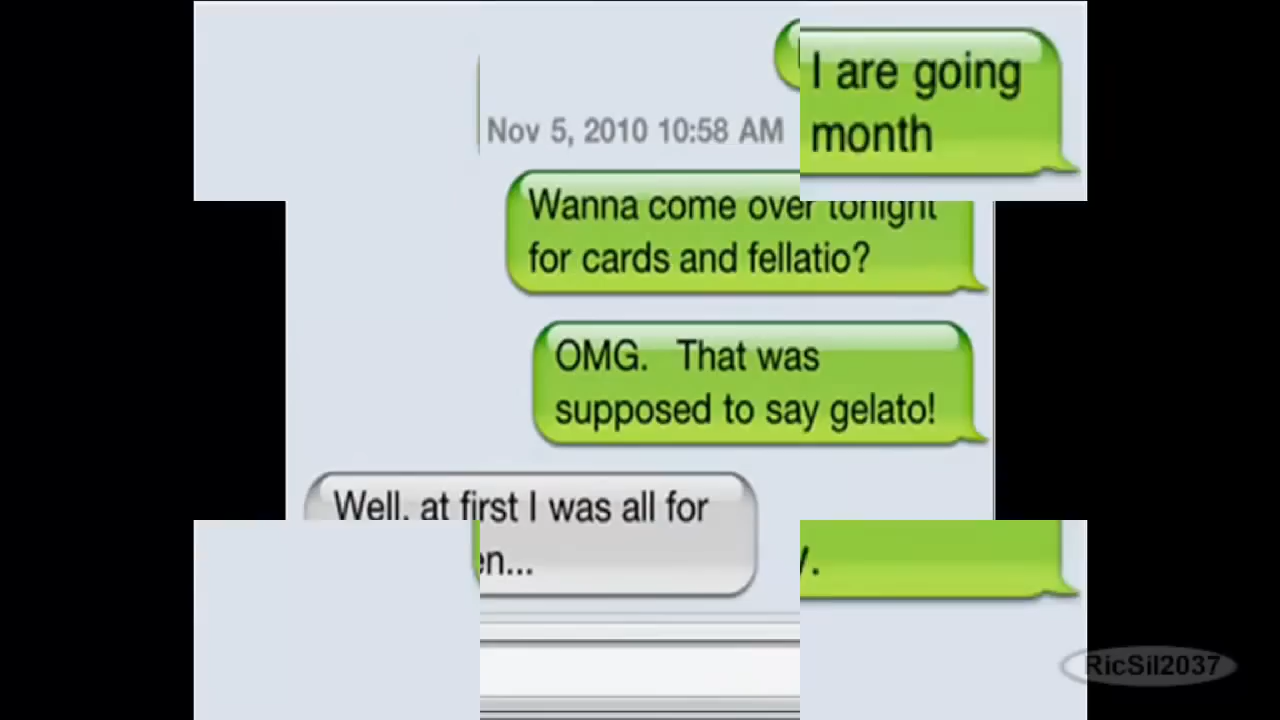 I are going
month
Nov 5, 2010 10:58 AM
Wanna come over tonight
for cards and fellatio?
OMG. That was
supposed to say gelato!
Well, at first I was all for
en...
.
RicSil2037